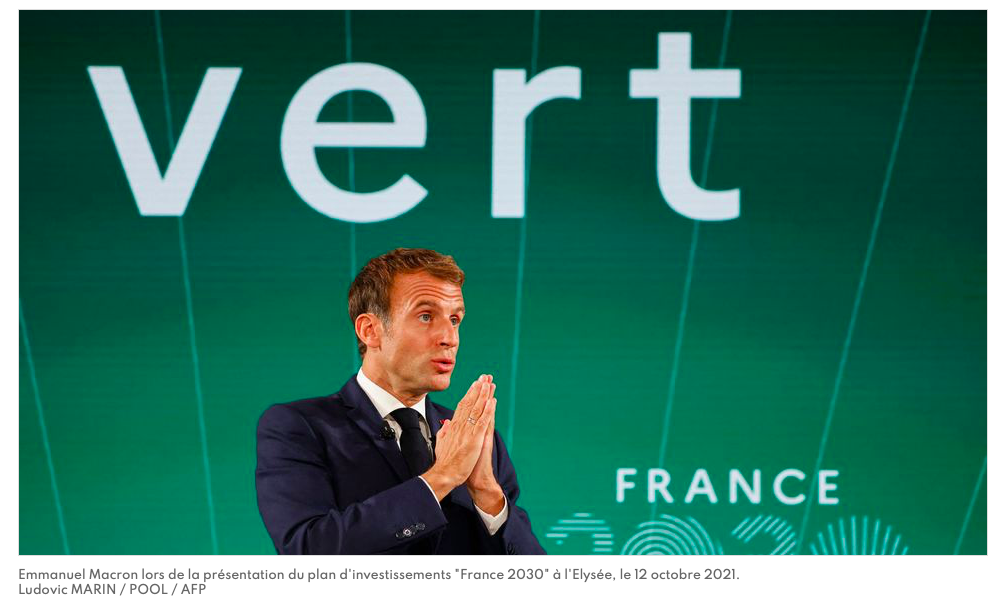 vert
FRANCE
2030
Emmanuel Macron lors de la présentation du plan d'investissements "France 2030" à l'Elysée, le 12 octobre 2021.
Ludovic MARIN / POOL / AFP